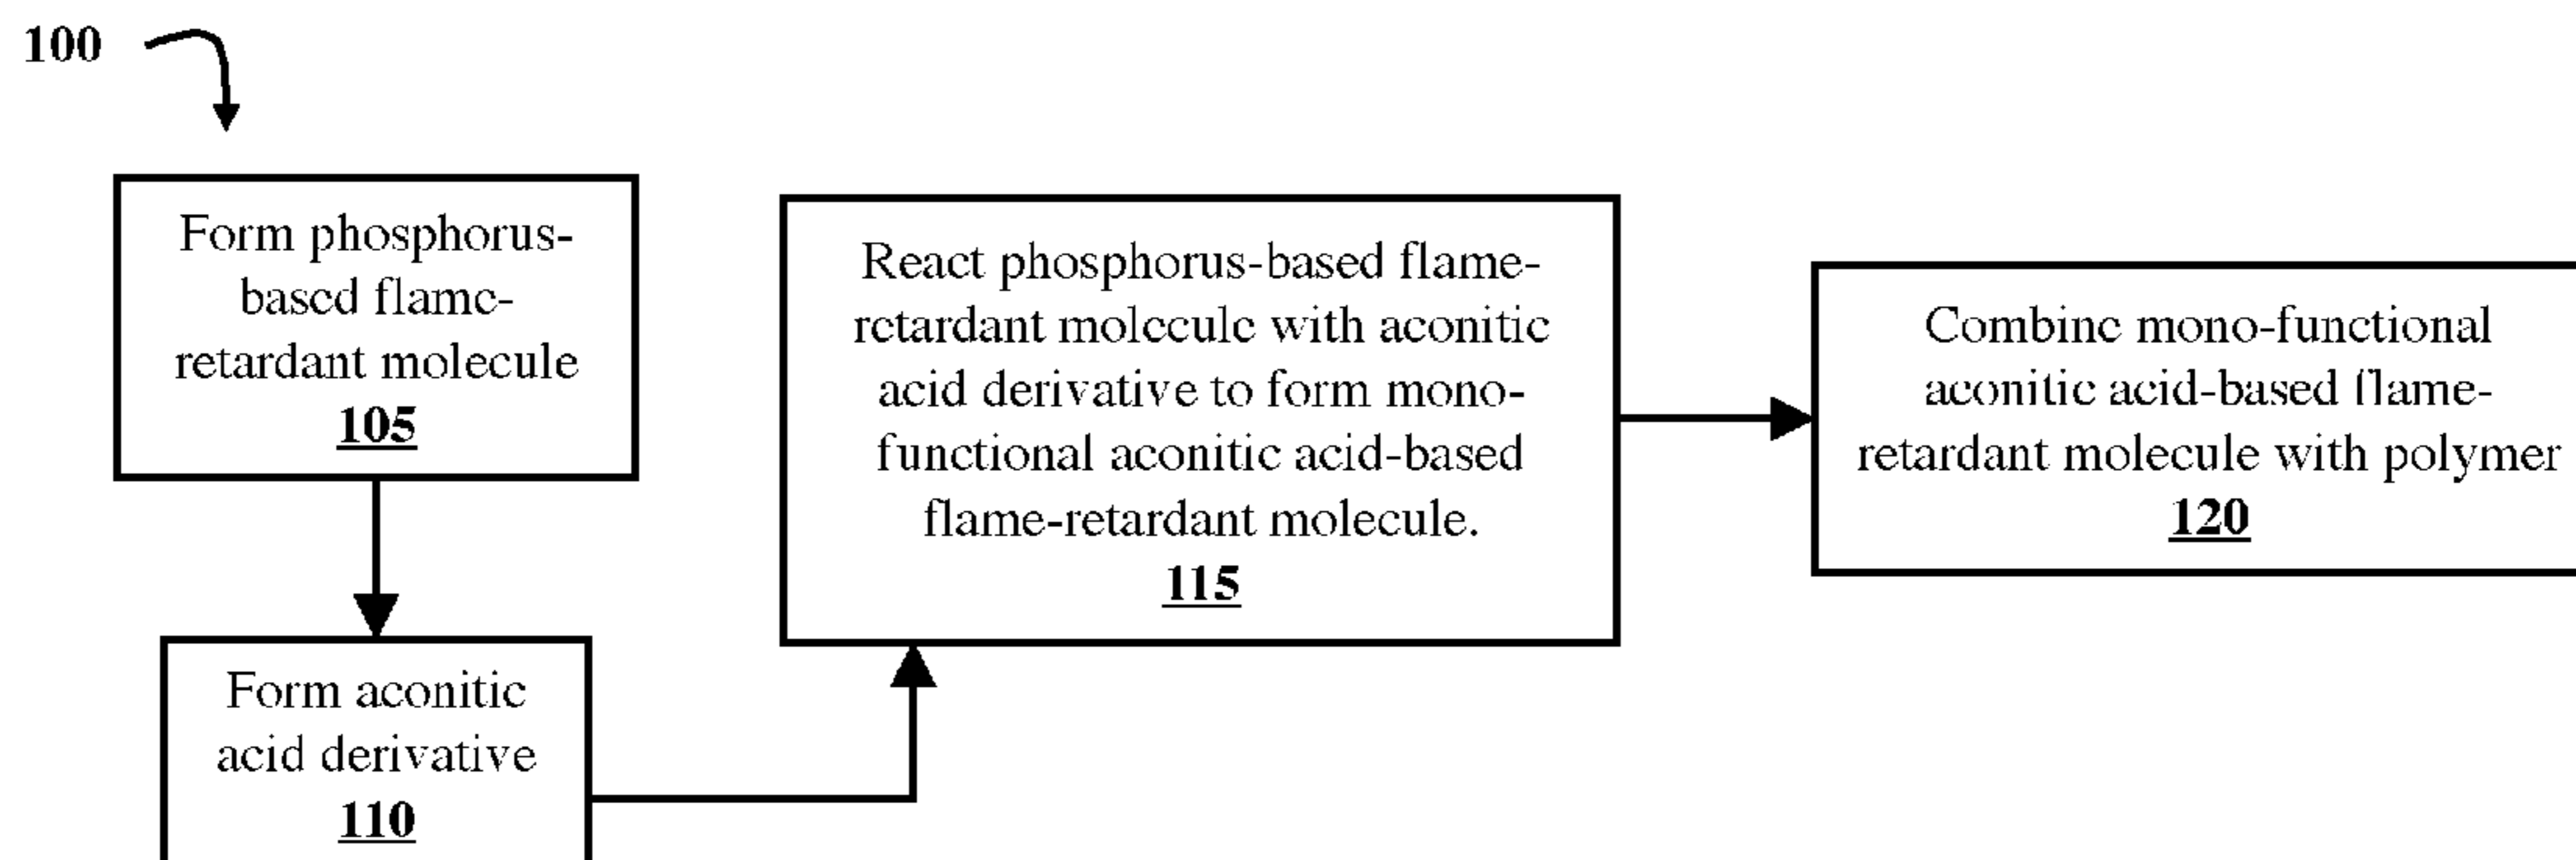 100
Form phosphorus-
based flame-
retardant molecule
105
Form aconitic
acid derivative
110
React phosphorus-based flame-
retardant molecule with aconitic
acid derivative to form mono-
functional aconitic acid-based
flame-retardant molecule.
115
Combine mono-functional
aconitic acid-based flame-
retardant molecule with polymer
120